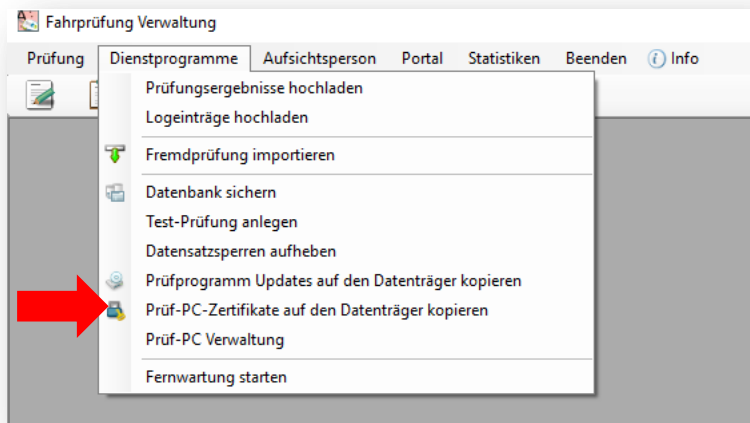 Fahrprüfung Verwaltung
Prüfung Dienstprogramme Aufsichtsperson Portal Statistiken Beenden Info
Prüfungsergebnisse hochladen
Logeinträge hochladen
Fremdprüfung importieren
Datenbank sichern
Test-Prüfung anlegen
Datensatzsperren aufheben
Prüfprogramm Updates auf den Datenträger kopieren
Prüf-PC-Zertifikate auf den Datenträger kopieren
Prüf-PC Verwaltung
Fernwartung starten